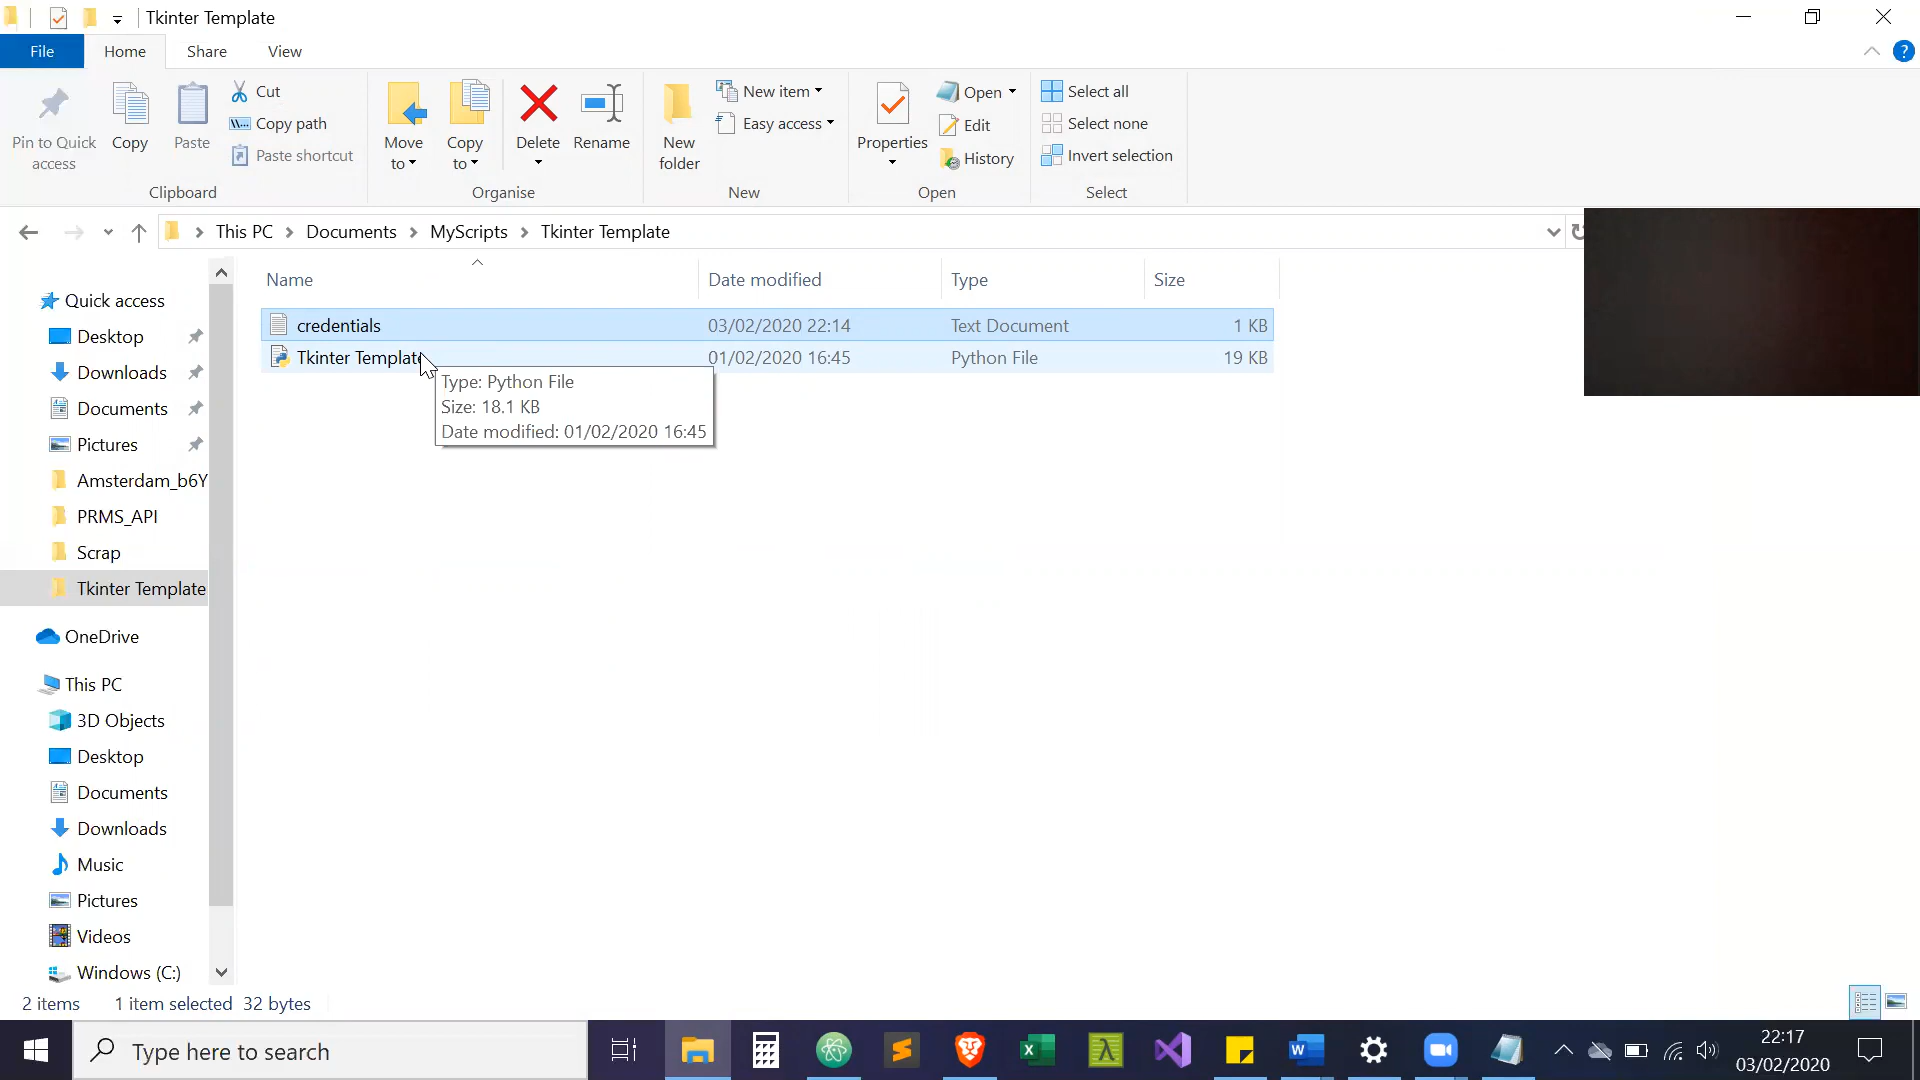 Tkinter Template
File
Home
Share
View
Pin to Quick
access
Copy
Paste
Cut
Copy path
Paste shortcut
Clipboard
Move
to
Copy
to
Delete
Rename
Organise
New
folder
New item
Easy access
New
Properties
Open
Edit
History
Open
Select all
Select none
Invert selection
Select
This PC
Documents
MyScripts
Tkinter Template
Name
Date modified
Type
Size
credentials
03/02/2020 22:14
Text Document
1 KB
Tkinter Template
01/02/2020 16:45
Python File
19 KB
Type: Python File
Size: 18.1 KB
Date modified: 01/02/2020 16:45
Quick access
Desktop
Downloads
Documents
Pictures
Amsterdam_b6Y
PRMS_API
Scrap
Tkinter Template
OneDrive
This PC
3D Objects
Desktop
Documents
Downloads
Music
Pictures
Videos
Windows (C:)
2 items
1 item selected 32 bytes
Type here to search
22:17
03/02/2020